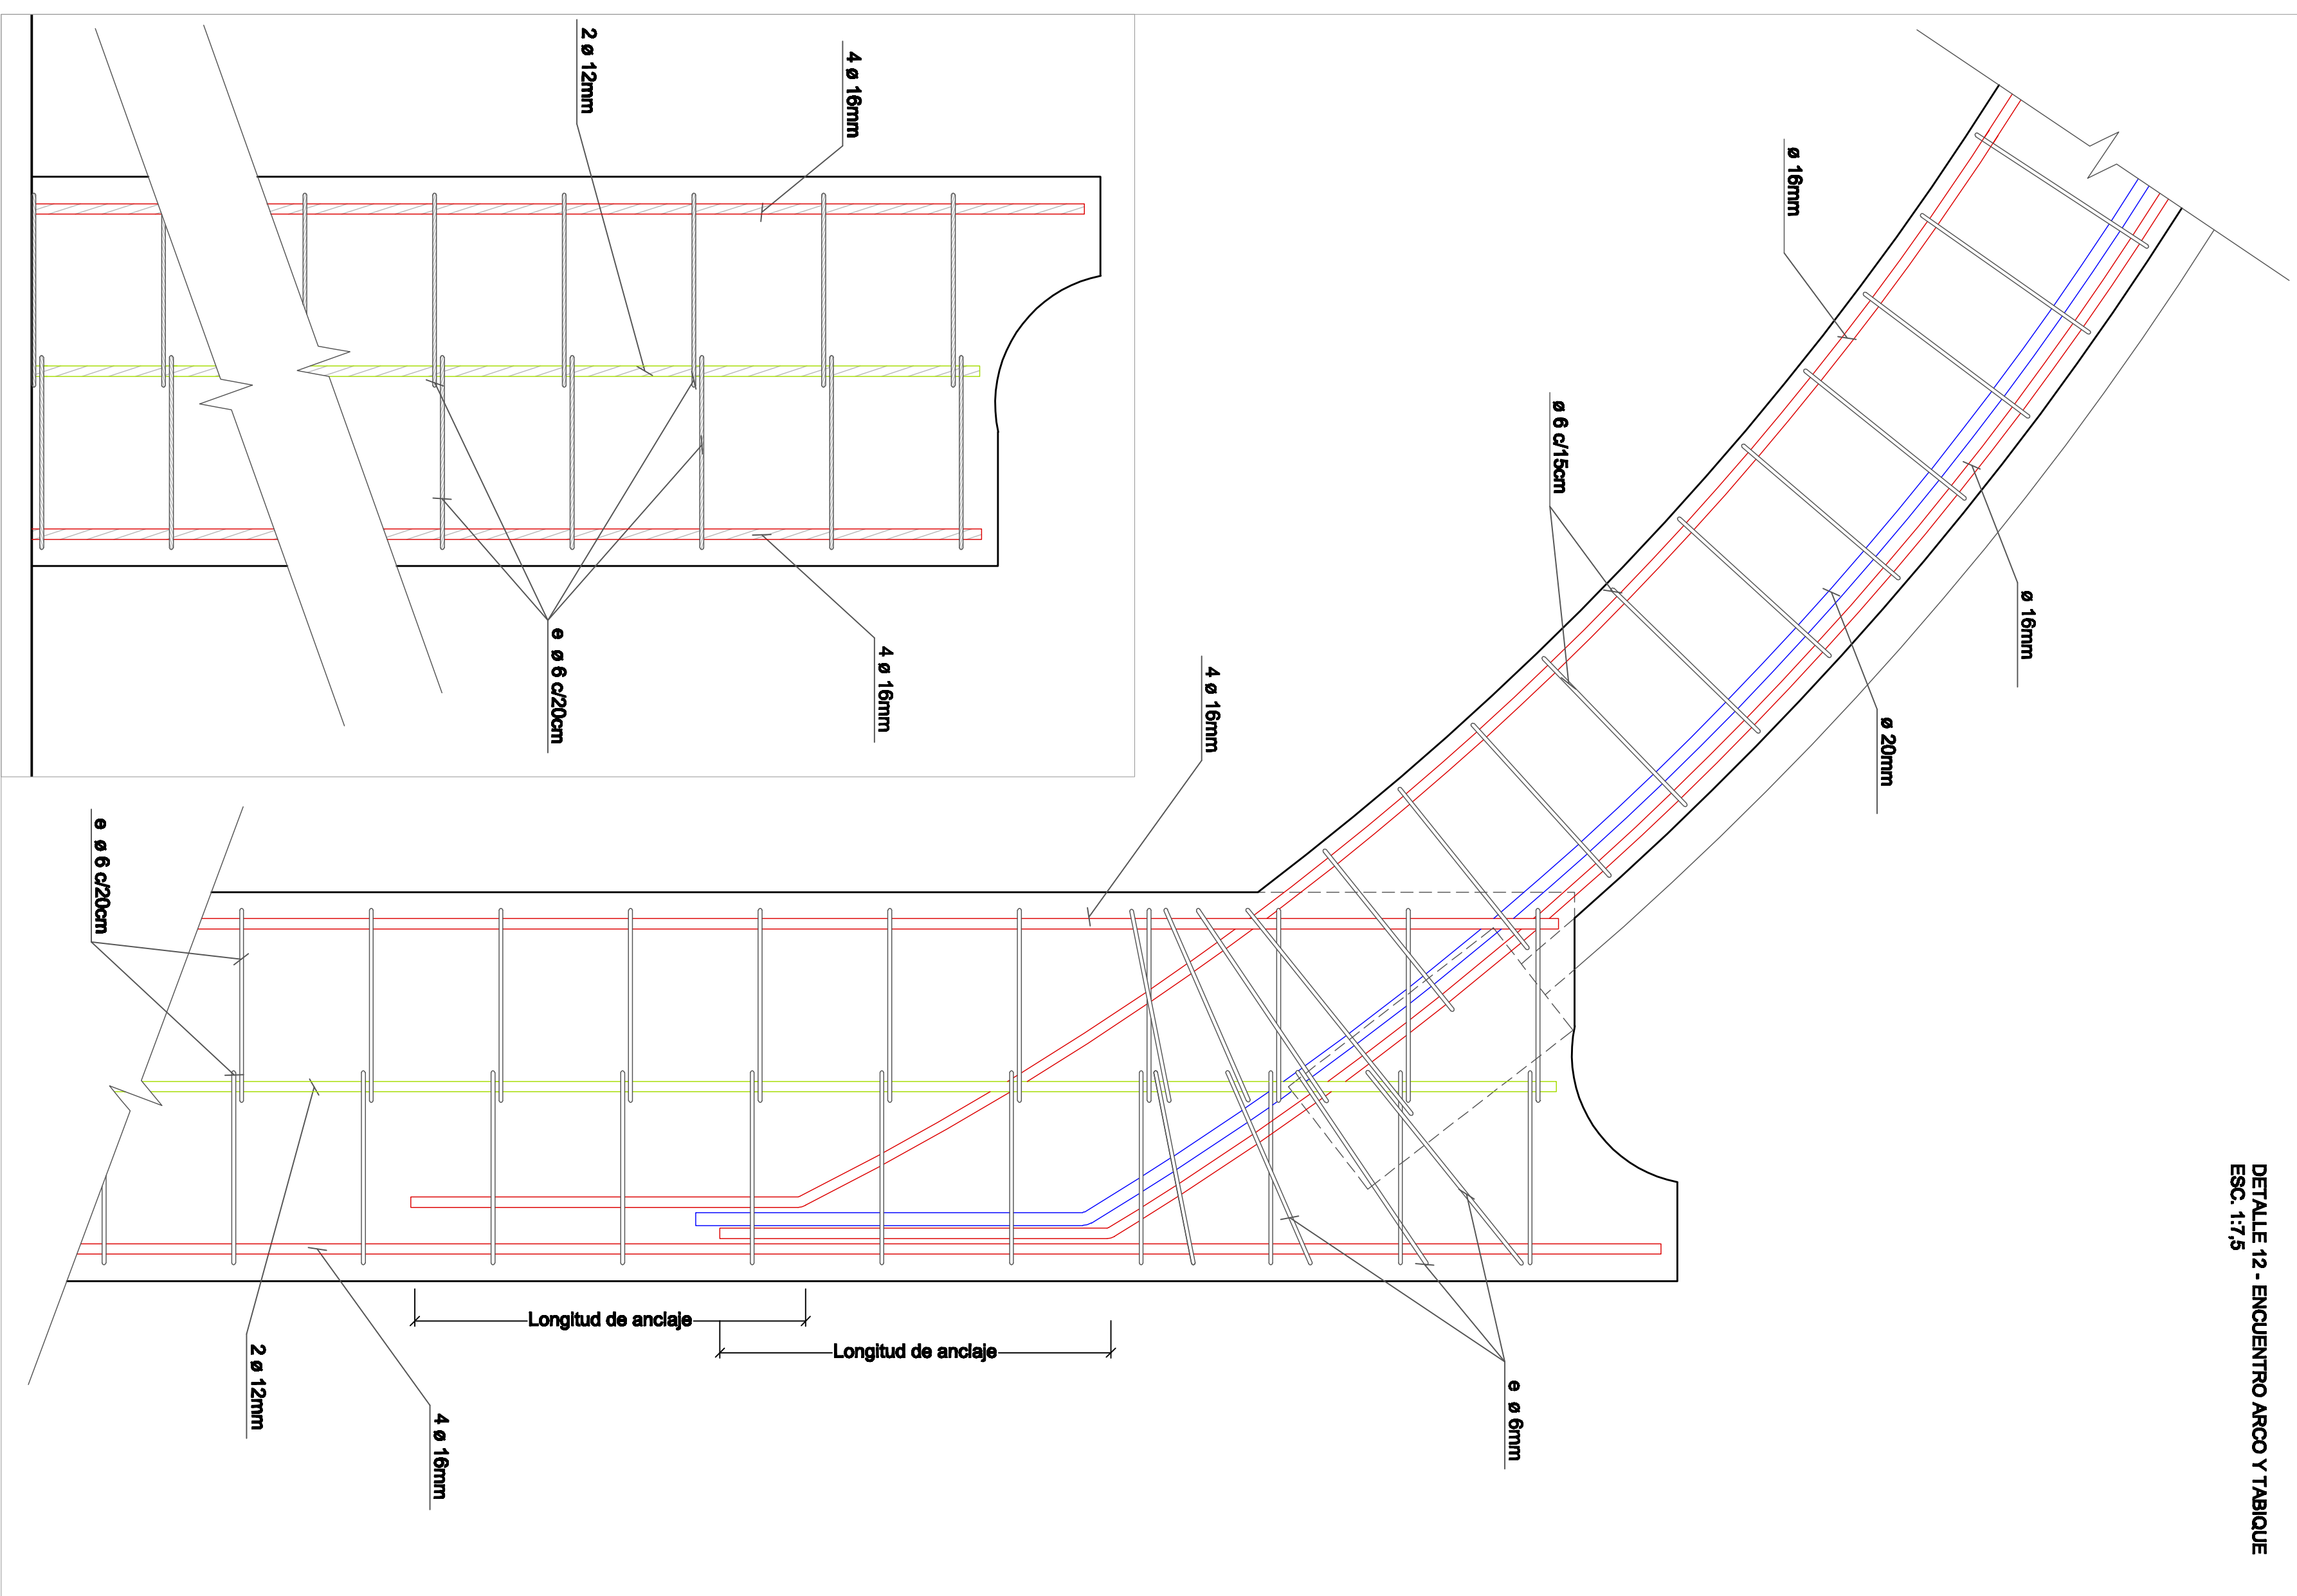 DETALLE 12 - ENCUENTRO ARCO Y TABIQUE
ESC. 1:7,5
ø 16mm
ø 16mm
ø 20mm
ø 6 c/15cm
4 ø 16mm
2 ø 12mm
4 ø 16mm
e ø 6 c/20cm
4 ø 16mm
e ø 6 c/20cm
2 ø 12mm
4 ø 16mm
e ø 6mm
Longitud de anclaje
Longitud de anclaje